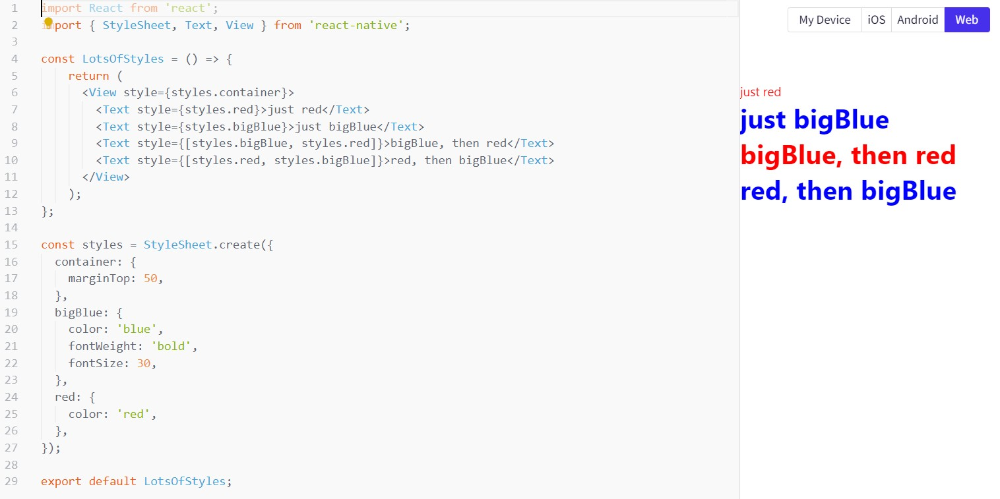 1 import React from 'react';
2 import { StyleSheet, Text, View } from 'react-native';
3
4 const LotsOfStyles = () => {
5     return (
6       <View style={styles.container}>
7         <Text style={styles.red}>just red</Text>
8         <Text style={styles.bigBlue}>just bigBlue</Text>
9         <Text style={[styles.bigBlue, styles.red]}>bigBlue, then red</Text>
10         <Text style={[styles.red, styles.bigBlue]}>red, then bigBlue</Text>
11       </View>
12     );
13 };
14
15 const styles = StyleSheet.create({
16   container: {
17     marginTop: 50,
18   },
19   bigBlue: {
20     color: 'blue',
21     fontWeight: 'bold',
22     fontSize: 30,
23   },
24   red: {
25     color: 'red',
26   },
27 });
28
29 export default LotsOfStyles;
My Device iOS Android Web
just red
just bigBlue
bigBlue, then red
red, then bigBlue